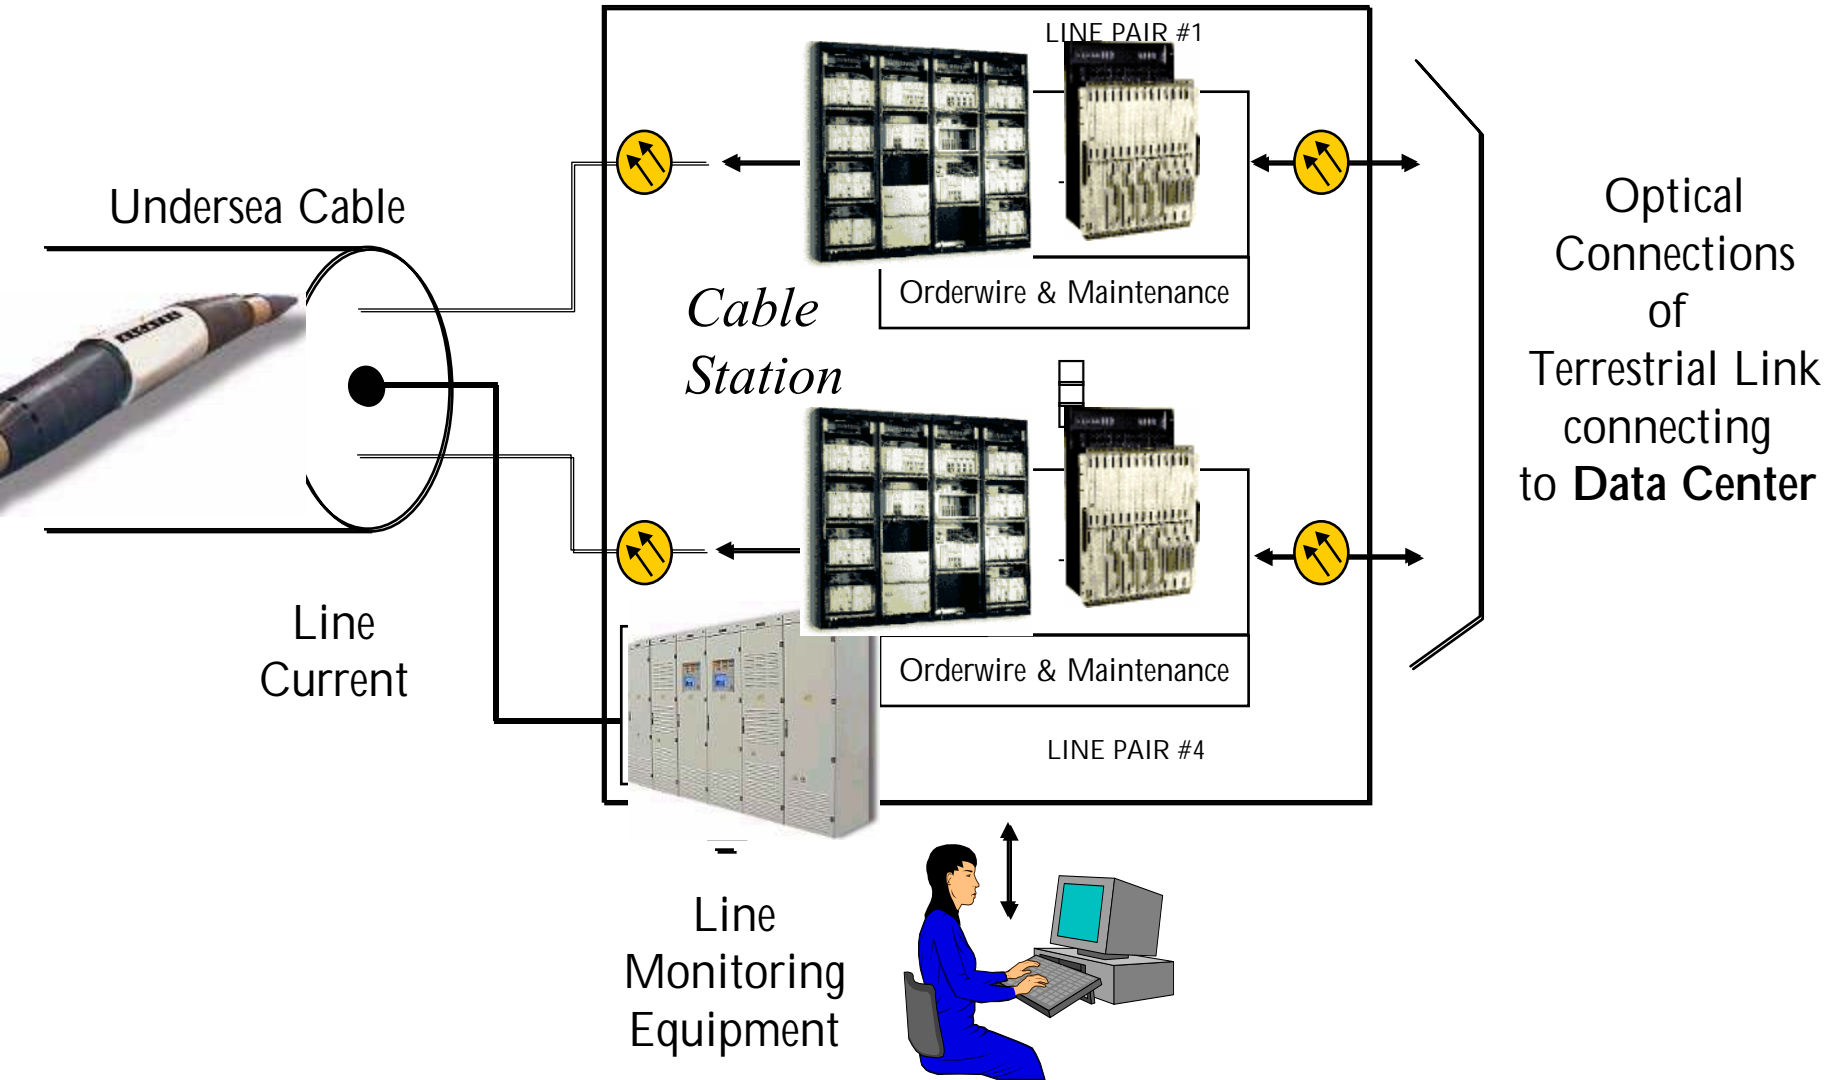 LINE PAIR #1
Undersea Cable
Cable
Station
Orderwire & Maintenance
Optical
Connections
of
Terrestrial Link
connecting
to Data Center
Line
Current
Orderwire & Maintenance
LINE PAIR #4
Line
Monitoring
Equipment